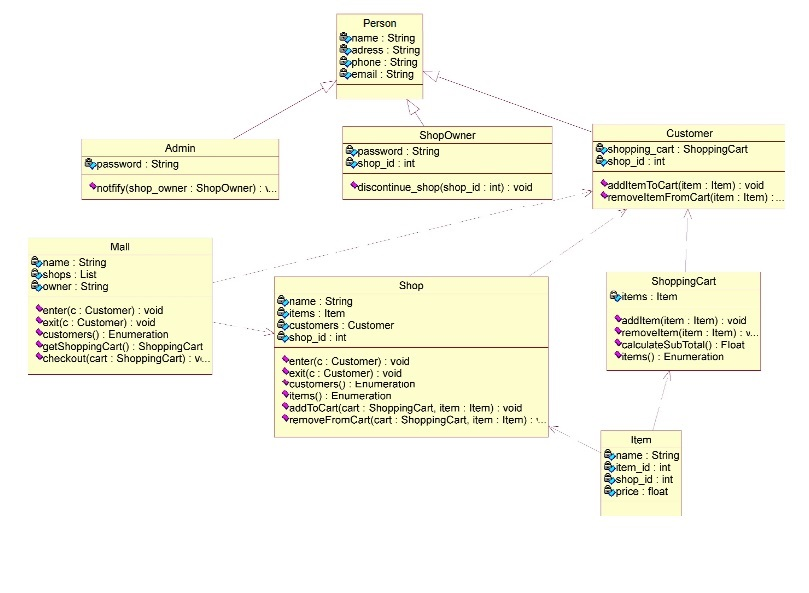 Person
name : String
adress : String
phone : String
email : String
Admin
password : String
notfify(shop_owner : ShopOwner) : v...
ShopOwner
password : String
shop_id : int
discontinue_shop(shop_id : int) : void
Customer
shopping_cart : ShoppingCart
shop_id : int
addItemToCart(item : Item) : void
removeItemFromCart(item : Item) : ...
Mall
name : String
shops : List
owner : String
enter(c : Customer) : void
exit(c : Customer) : void
customers() : Enumeration
getShoppingCart() : ShoppingCart
checkout(cart : ShoppingCart) : v...
Shop
name : String
items : Item
customers : Customer
shop_id : int
enter(c : Customer) : void
exit(c : Customer) : void
customers() : Enumeration
items() : Enumeration
addToCart(cart : ShoppingCart, item : Item) : void
removeFromCart(cart : ShoppingCart, item : Item) : v...
ShoppingCart
items : Item
addItem(item : Item) : void
removeItem(item : Item) : v...
calculateSubTotal() : Float
items() : Enumeration
Item
name : String
item_id : int
shop_id : int
price : float